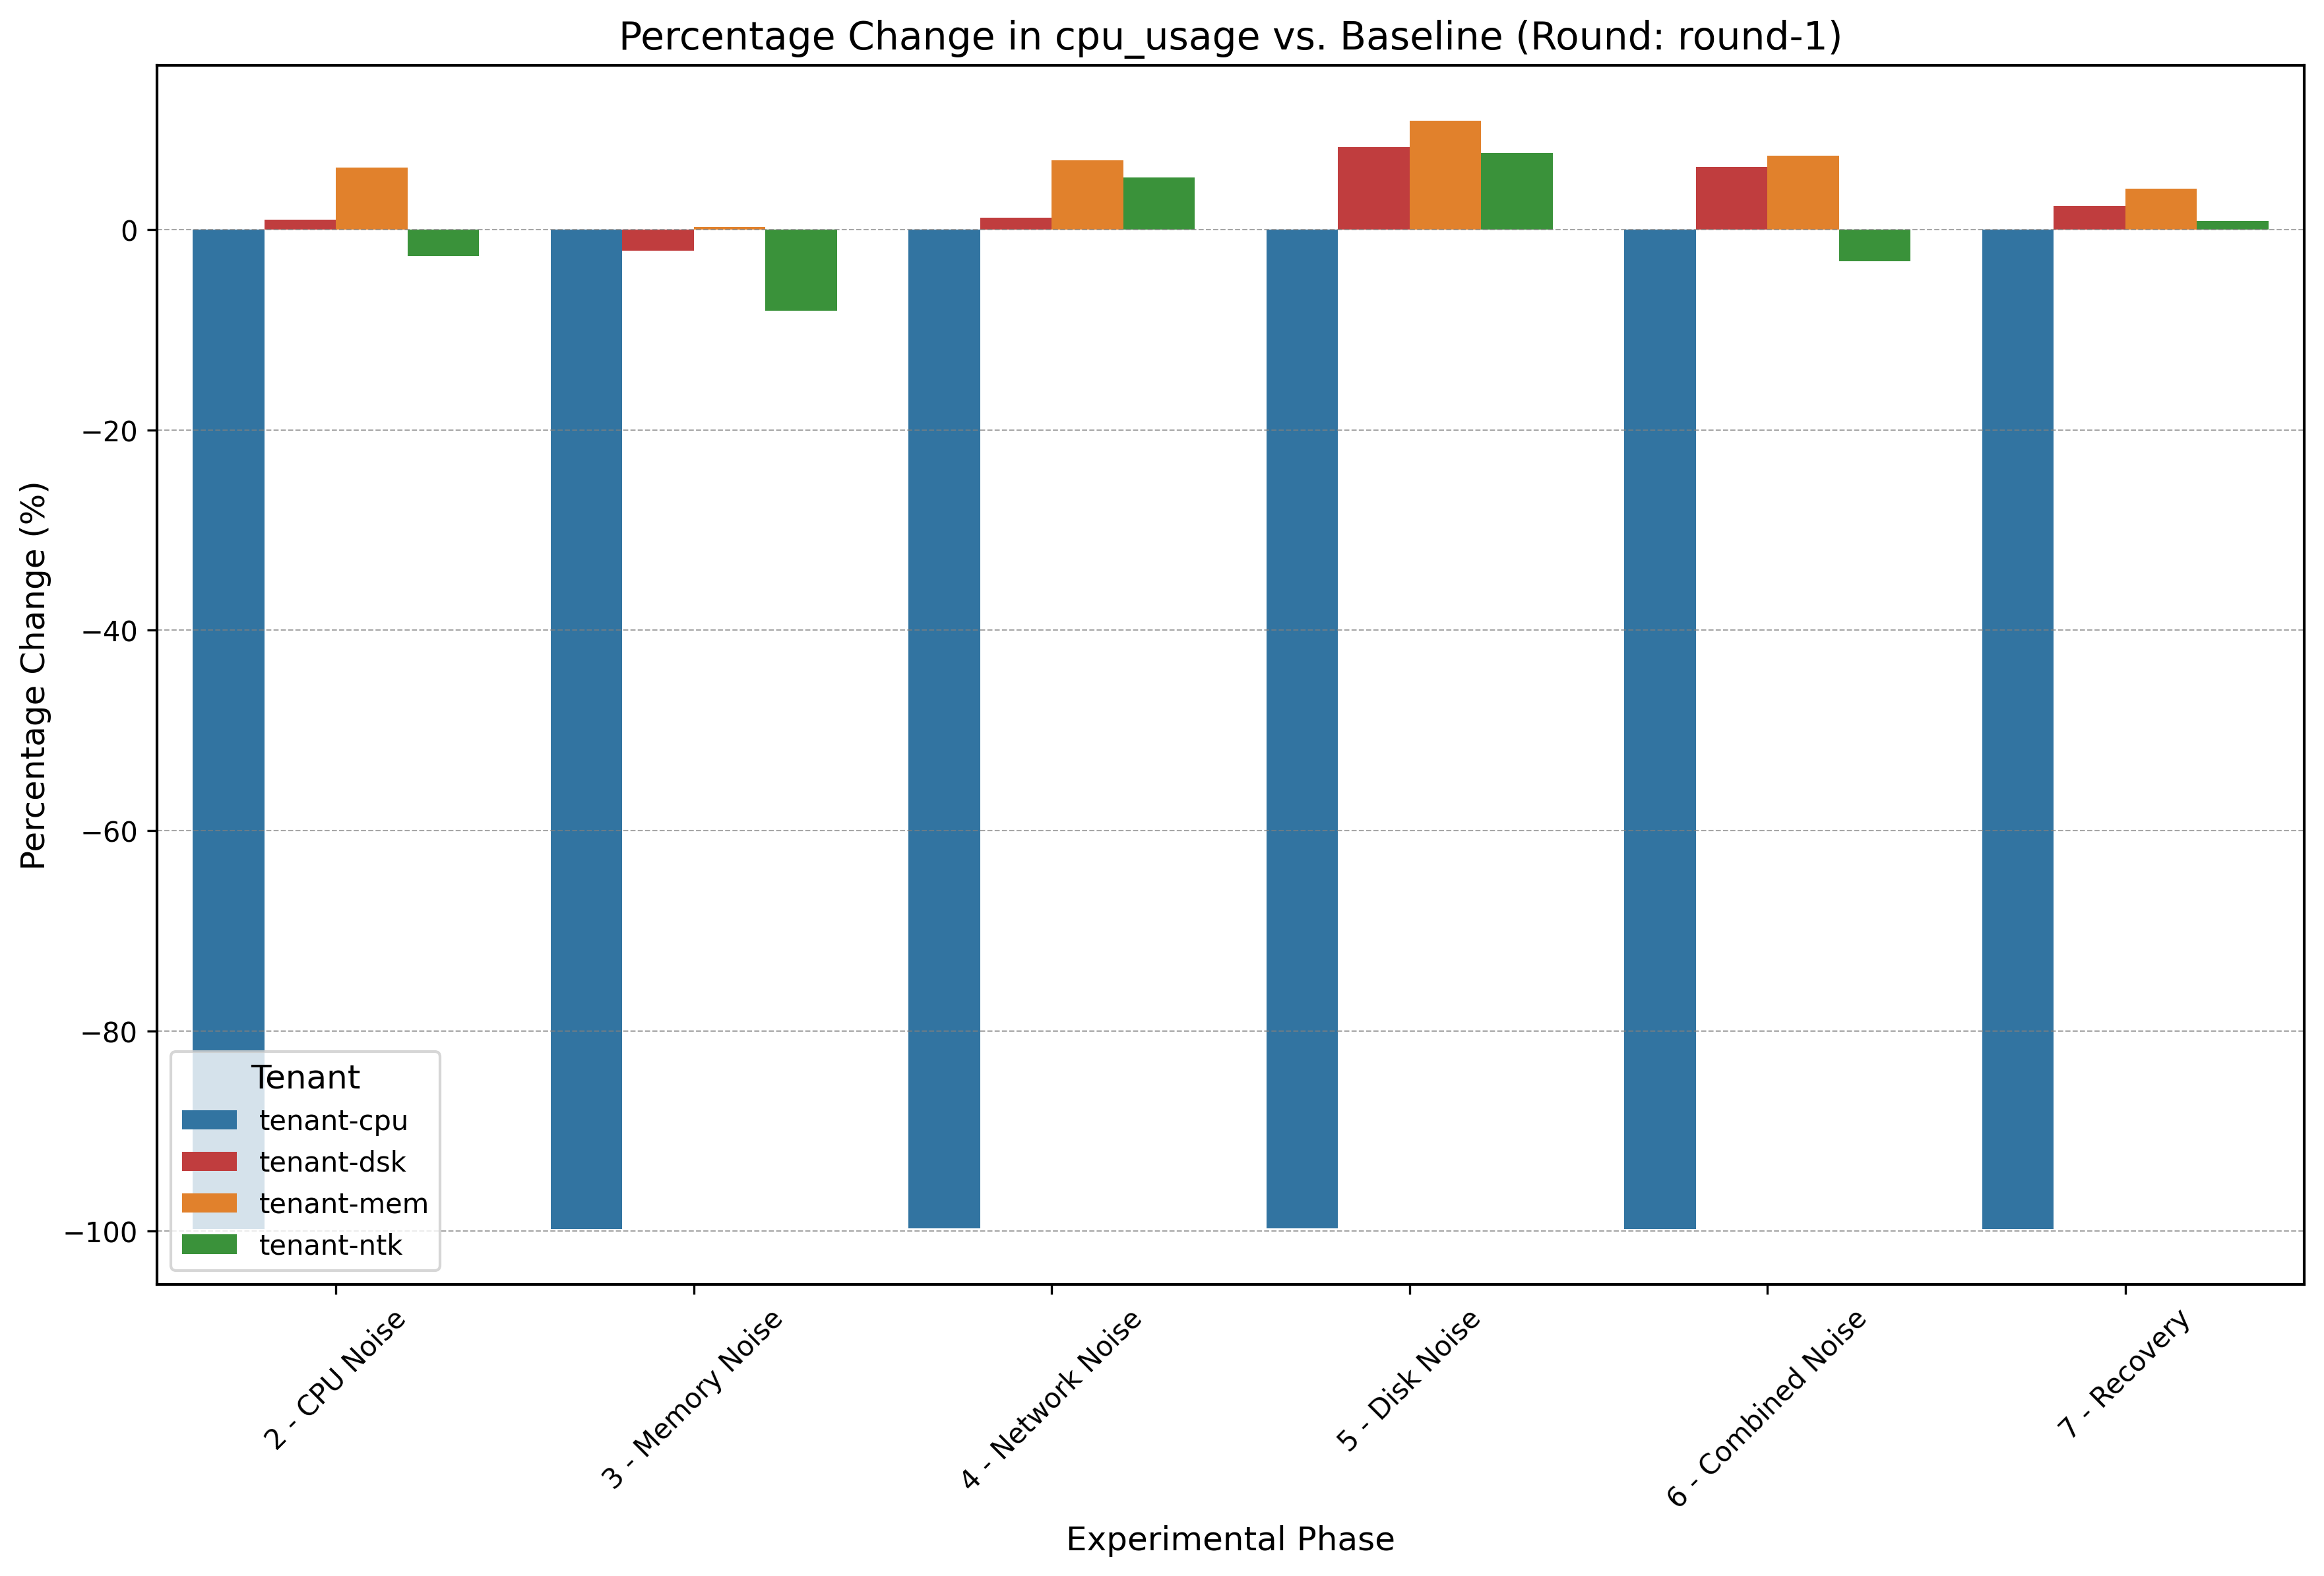 Percentage Change in cpu_usage vs. Baseline (Round: round-1)
Percentage Change (%)
0
−20
−40
−60
−80
−100
Tenant
tenant-cpu
tenant-dsk
tenant-mem
tenant-ntk
2 - CPU Noise
3 - Memory Noise
4 - Network Noise
5 - Disk Noise
6 - Combined Noise
7 - Recovery
Experimental Phase